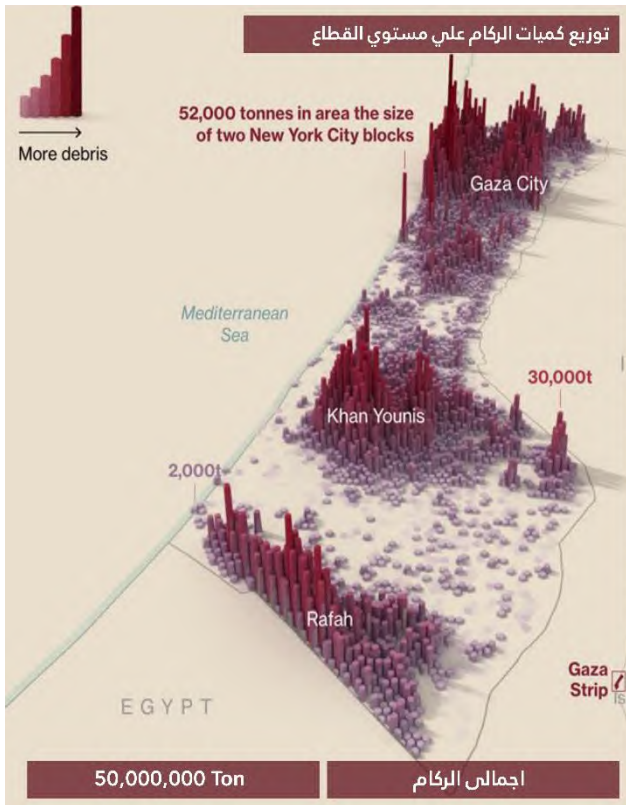 توزيع كميات الركام علي مستوي القطاع
More debris
52,000 tonnes in area the size
of two New York City blocks
Gaza City
Mediterranean
Sea
30,000t
Khan Younis
2,000t
Rafah
Gaza
Strip
EGYPT
50,000,000 Ton
اجمالى الركام